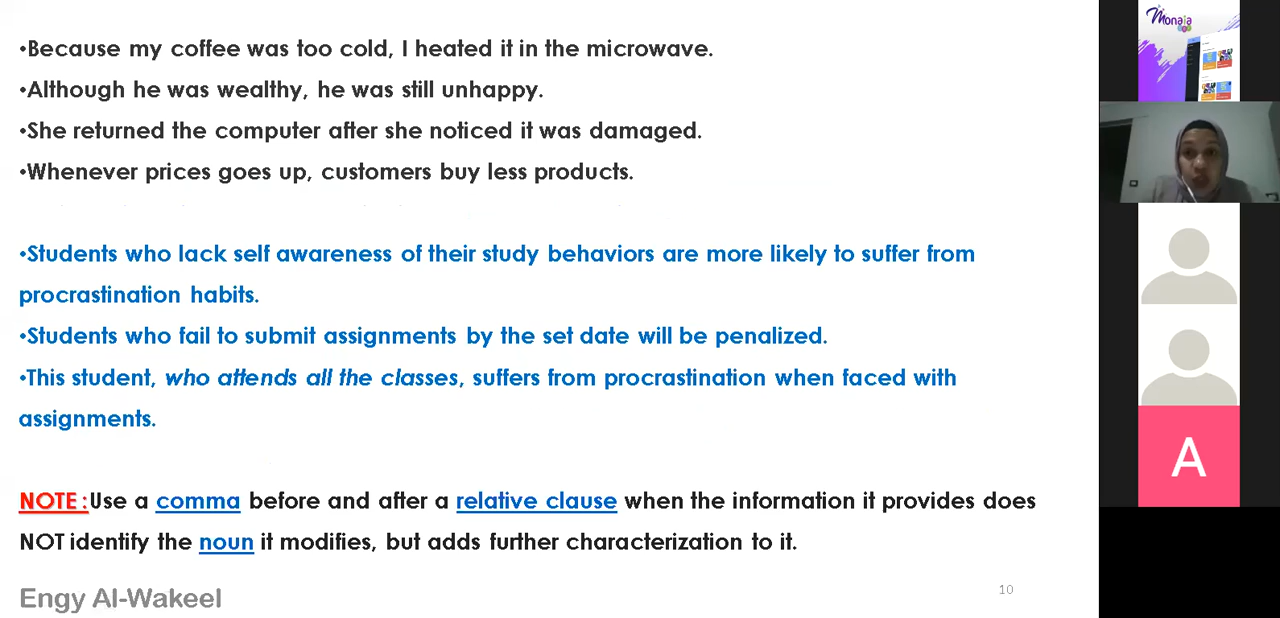 •Because my coffee was too cold, I heated it in the microwave.
•Although he was wealthy, he was still unhappy.
•She returned the computer after she noticed it was damaged.
•Whenever prices goes up, customers buy less products.
•Students who lack self awareness of their study behaviors are more likely to suffer from
procrastination habits.
•Students who fail to submit assignments by the set date will be penalized.
•This student, who attends all the classes, suffers from procrastination when faced with
assignments.
NOTE :Use a comma before and after a relative clause when the information it provides does
NOT identify the noun it modifies, but adds further characterization to it.
Engy Al-Wakeel
10
Monaia
A